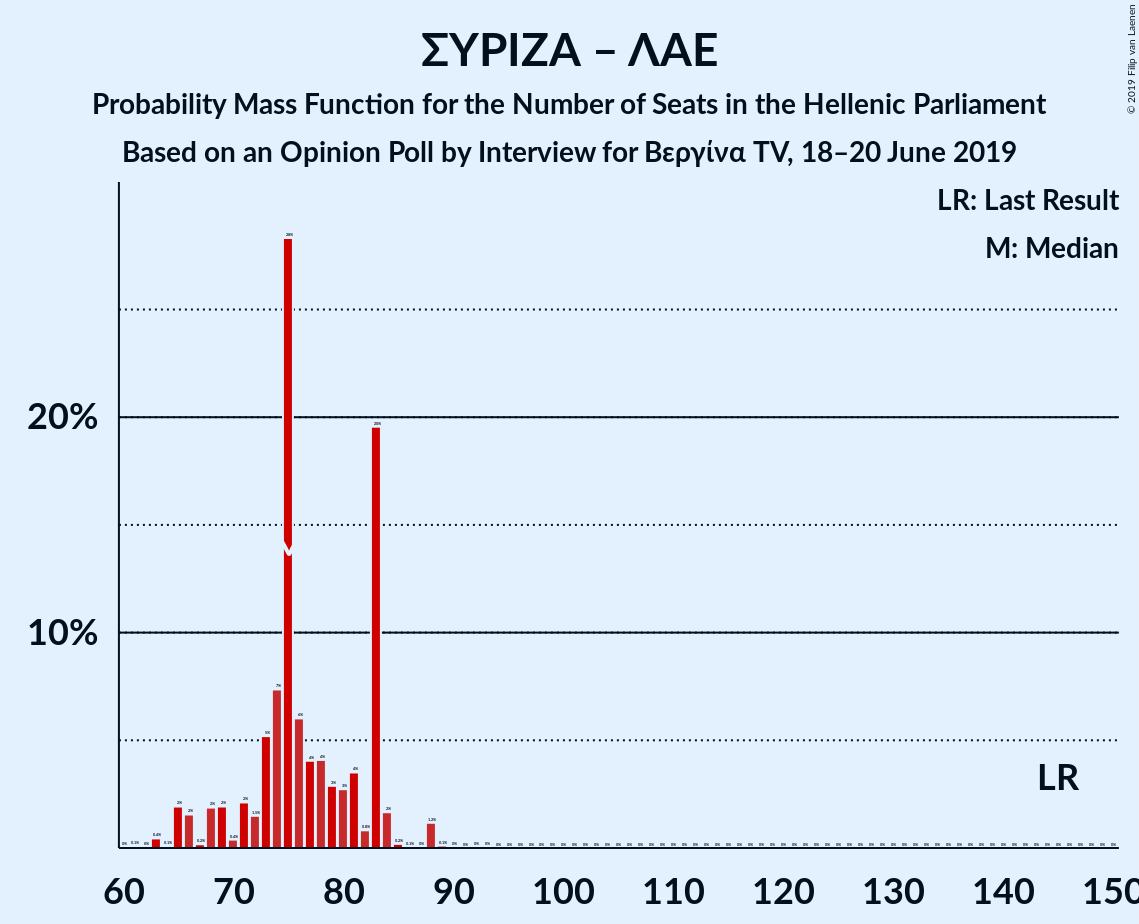 ΣΥΡΙΖΑ – ΛΑΕ
Probability Mass Function for the Number of Seats in the Hellenic Parliament
Based on an Opinion Poll by Interview for Βεργίνα TV, 18–20 June 2019
© 2019 Filip van Laenen
LR: Last Result
M: Median
20%
10%
LR
60 70 80 90 100 110 120 130 140 150